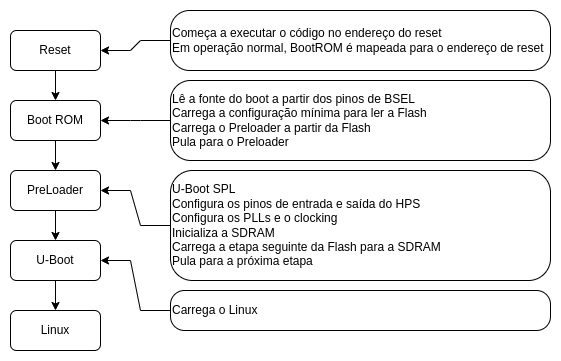 Reset
Começa a executar o código no endereço do reset
Em operação normal, BootROM é mapeada para o endereço de reset
Boot ROM
Lê a fonte do boot a partir dos pinos de BSEL
Carrega a configuração mínima para ler a Flash
Carrega o Preloader a partir da Flash
Pula para o Preloader
PreLoader
U-Boot SPL
Configura os pinos de entrada e saída do HPS
Configura os PLLs e o clocking
Inicializa a SDRAM
Carrega a etapa seguinte da Flash para a SDRAM
Pula para a próxima etapa
U-Boot
Carrega o Linux
Linux